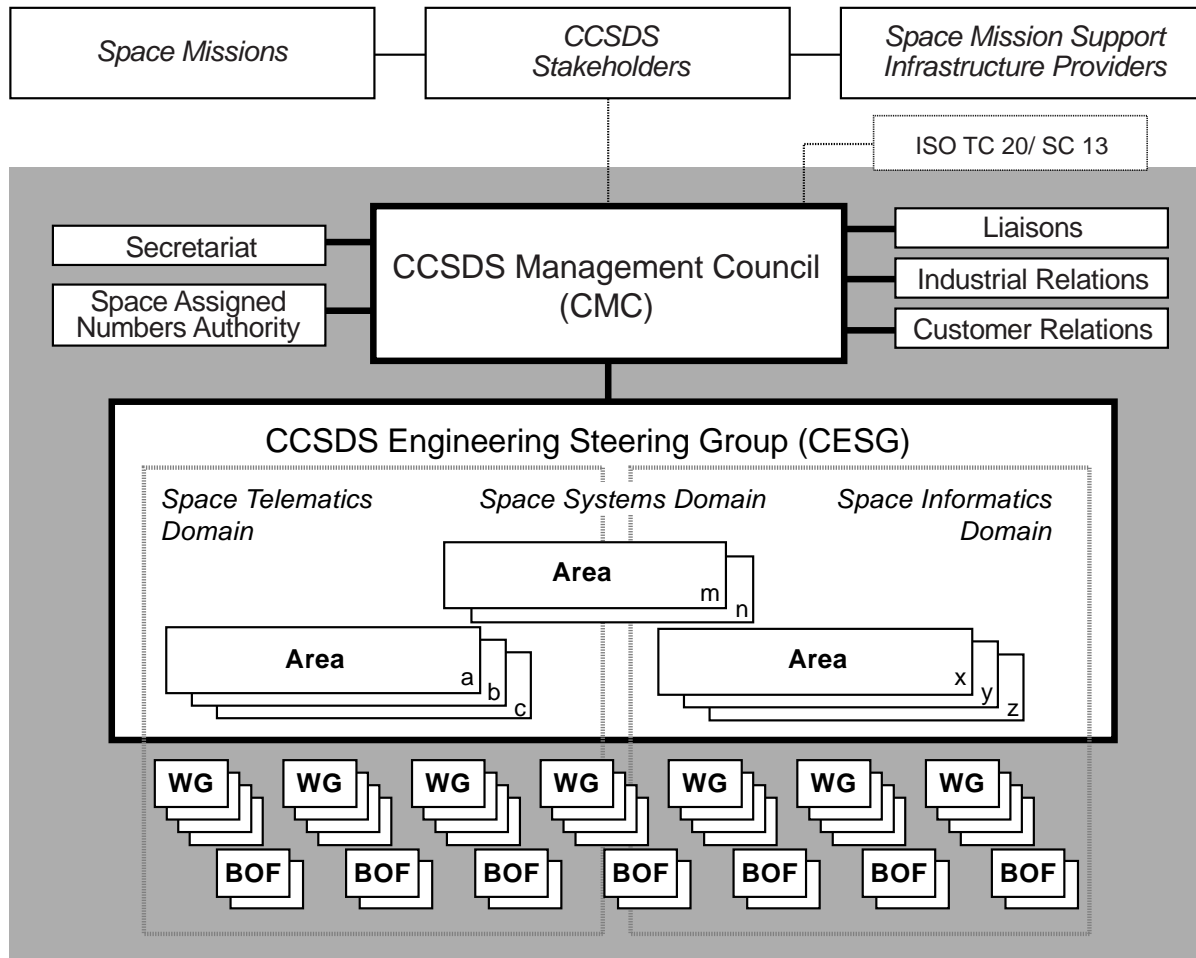 Space Missions
CCSDS
Stakeholders
Space Mission Support
Infrastructure Providers
ISO TC 20/ SC 13
Secretariat
Space Assigned
Numbers Authority
CCSDS Management Council
(CMC)
Liaisons
Industrial Relations
Customer Relations
CCSDS Engineering Steering Group (CESG)
Space Telematics
Domain
Space Systems Domain
Space Informatics
Domain
Area
m
n
Area
a
b
c
Area
x
y
z
WG
WG
WG
WG
WG
WG
WG
BOF
BOF
BOF
BOF
BOF
BOF
BOF